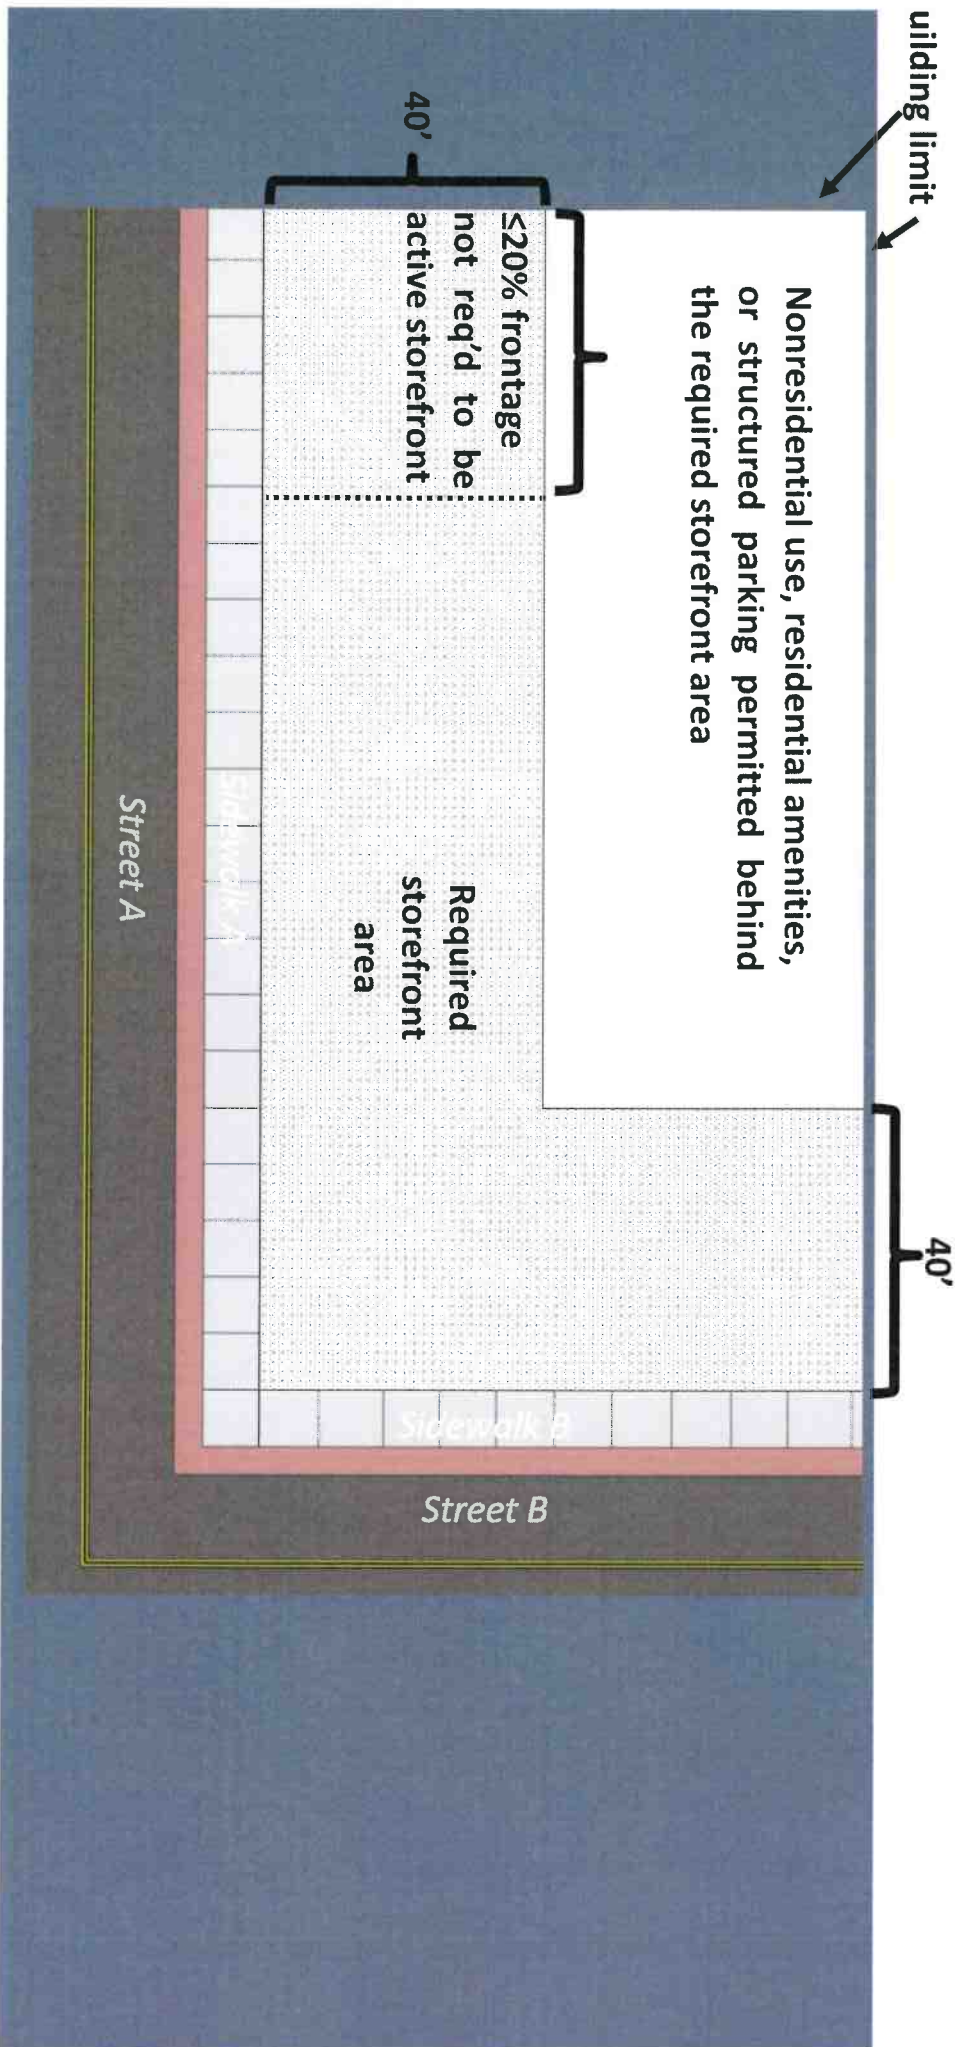 uilding limit
Nonresidential use, residential amenities,
or structured parking permitted behind
the required storefront area
40’
40’
≤20% frontage
not req’d to be
active storefront
Required
storefront
area
Sidewalk A
Sidewalk B
Street A
Street B